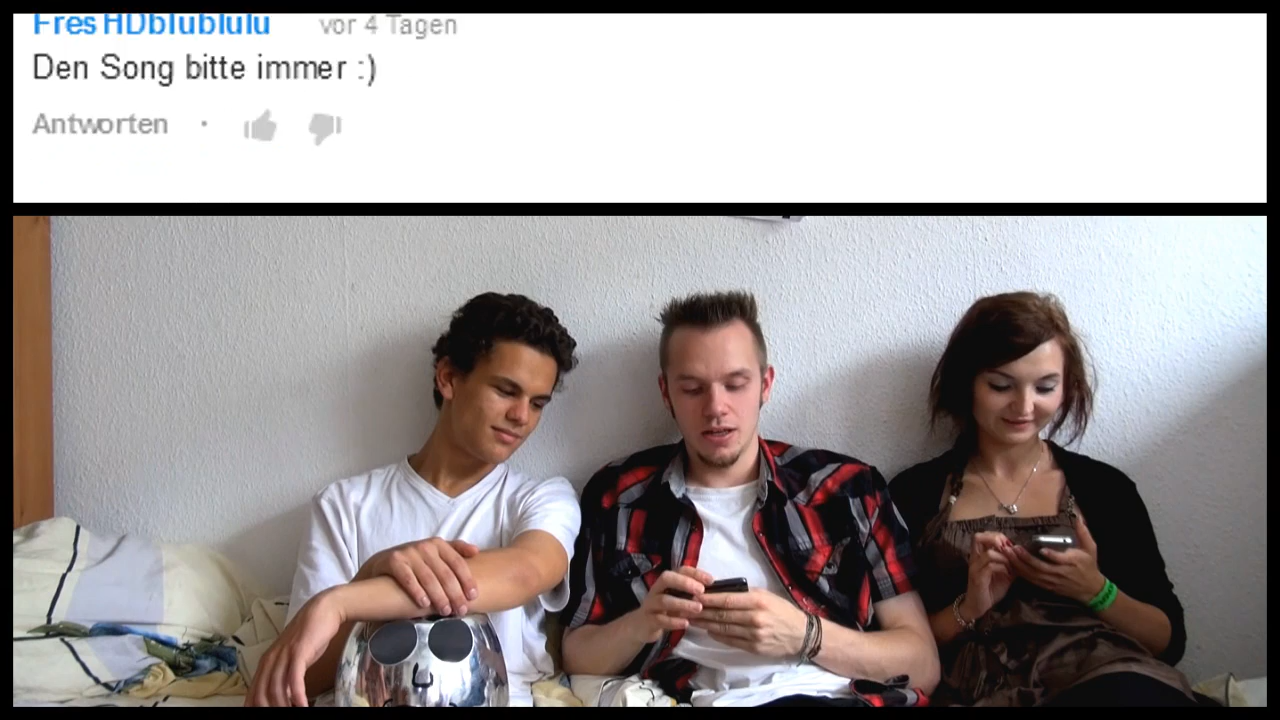 FresHDblublulu vor 4 Tagen
Den Song bitte immer :)
Antworten ·